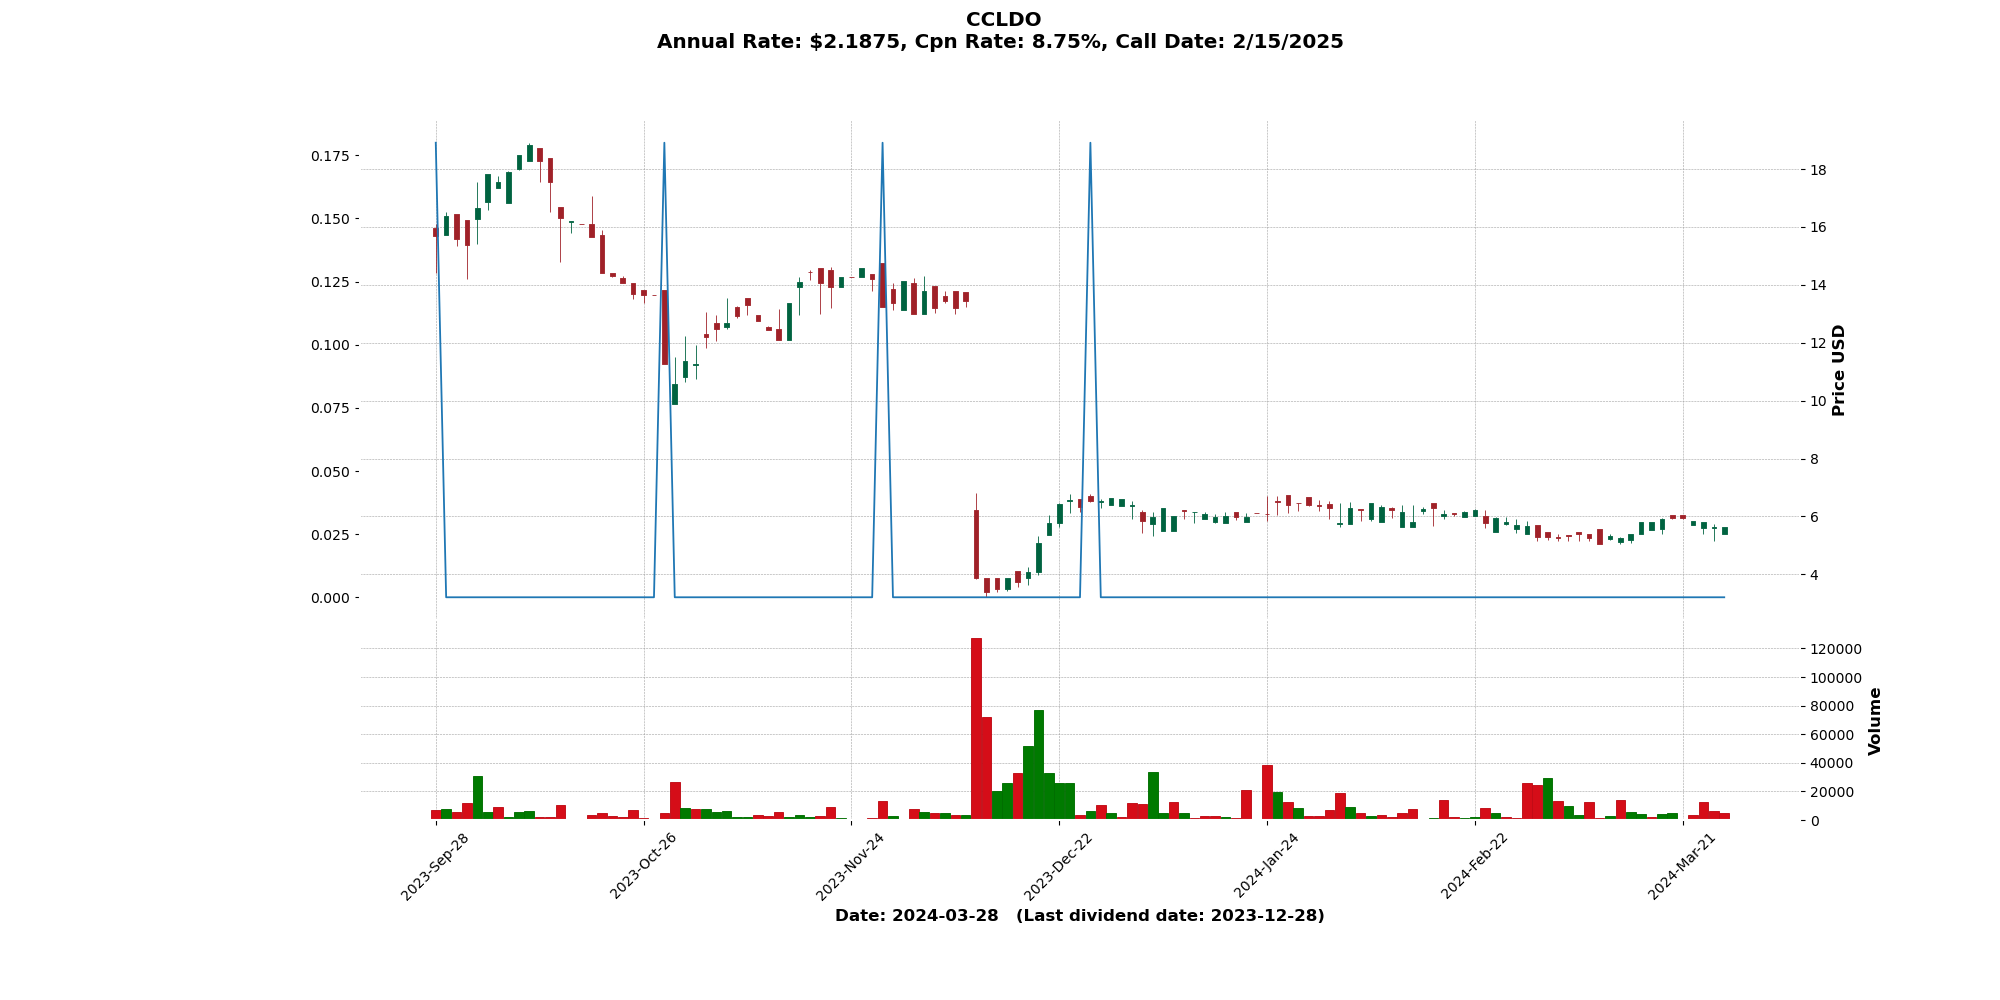 CCLDO
Annual Rate: $2.1875, Cpn Rate: 8.75%, Call Date: 2/15/2025
0.175
0.150
0.125
0.100
0.075
0.050
0.025
0.000
18
16
14
12
10
8
6
4
Price USD
120000
100000
80000
60000
40000
20000
0
Volume
2023-Sep-28
2023-Oct-26
2023-Nov-24
2023-Dec-22
2024-Jan-24
2024-Feb-22
2024-Mar-21
Date: 2024-03-28   (Last dividend date: 2023-12-28)